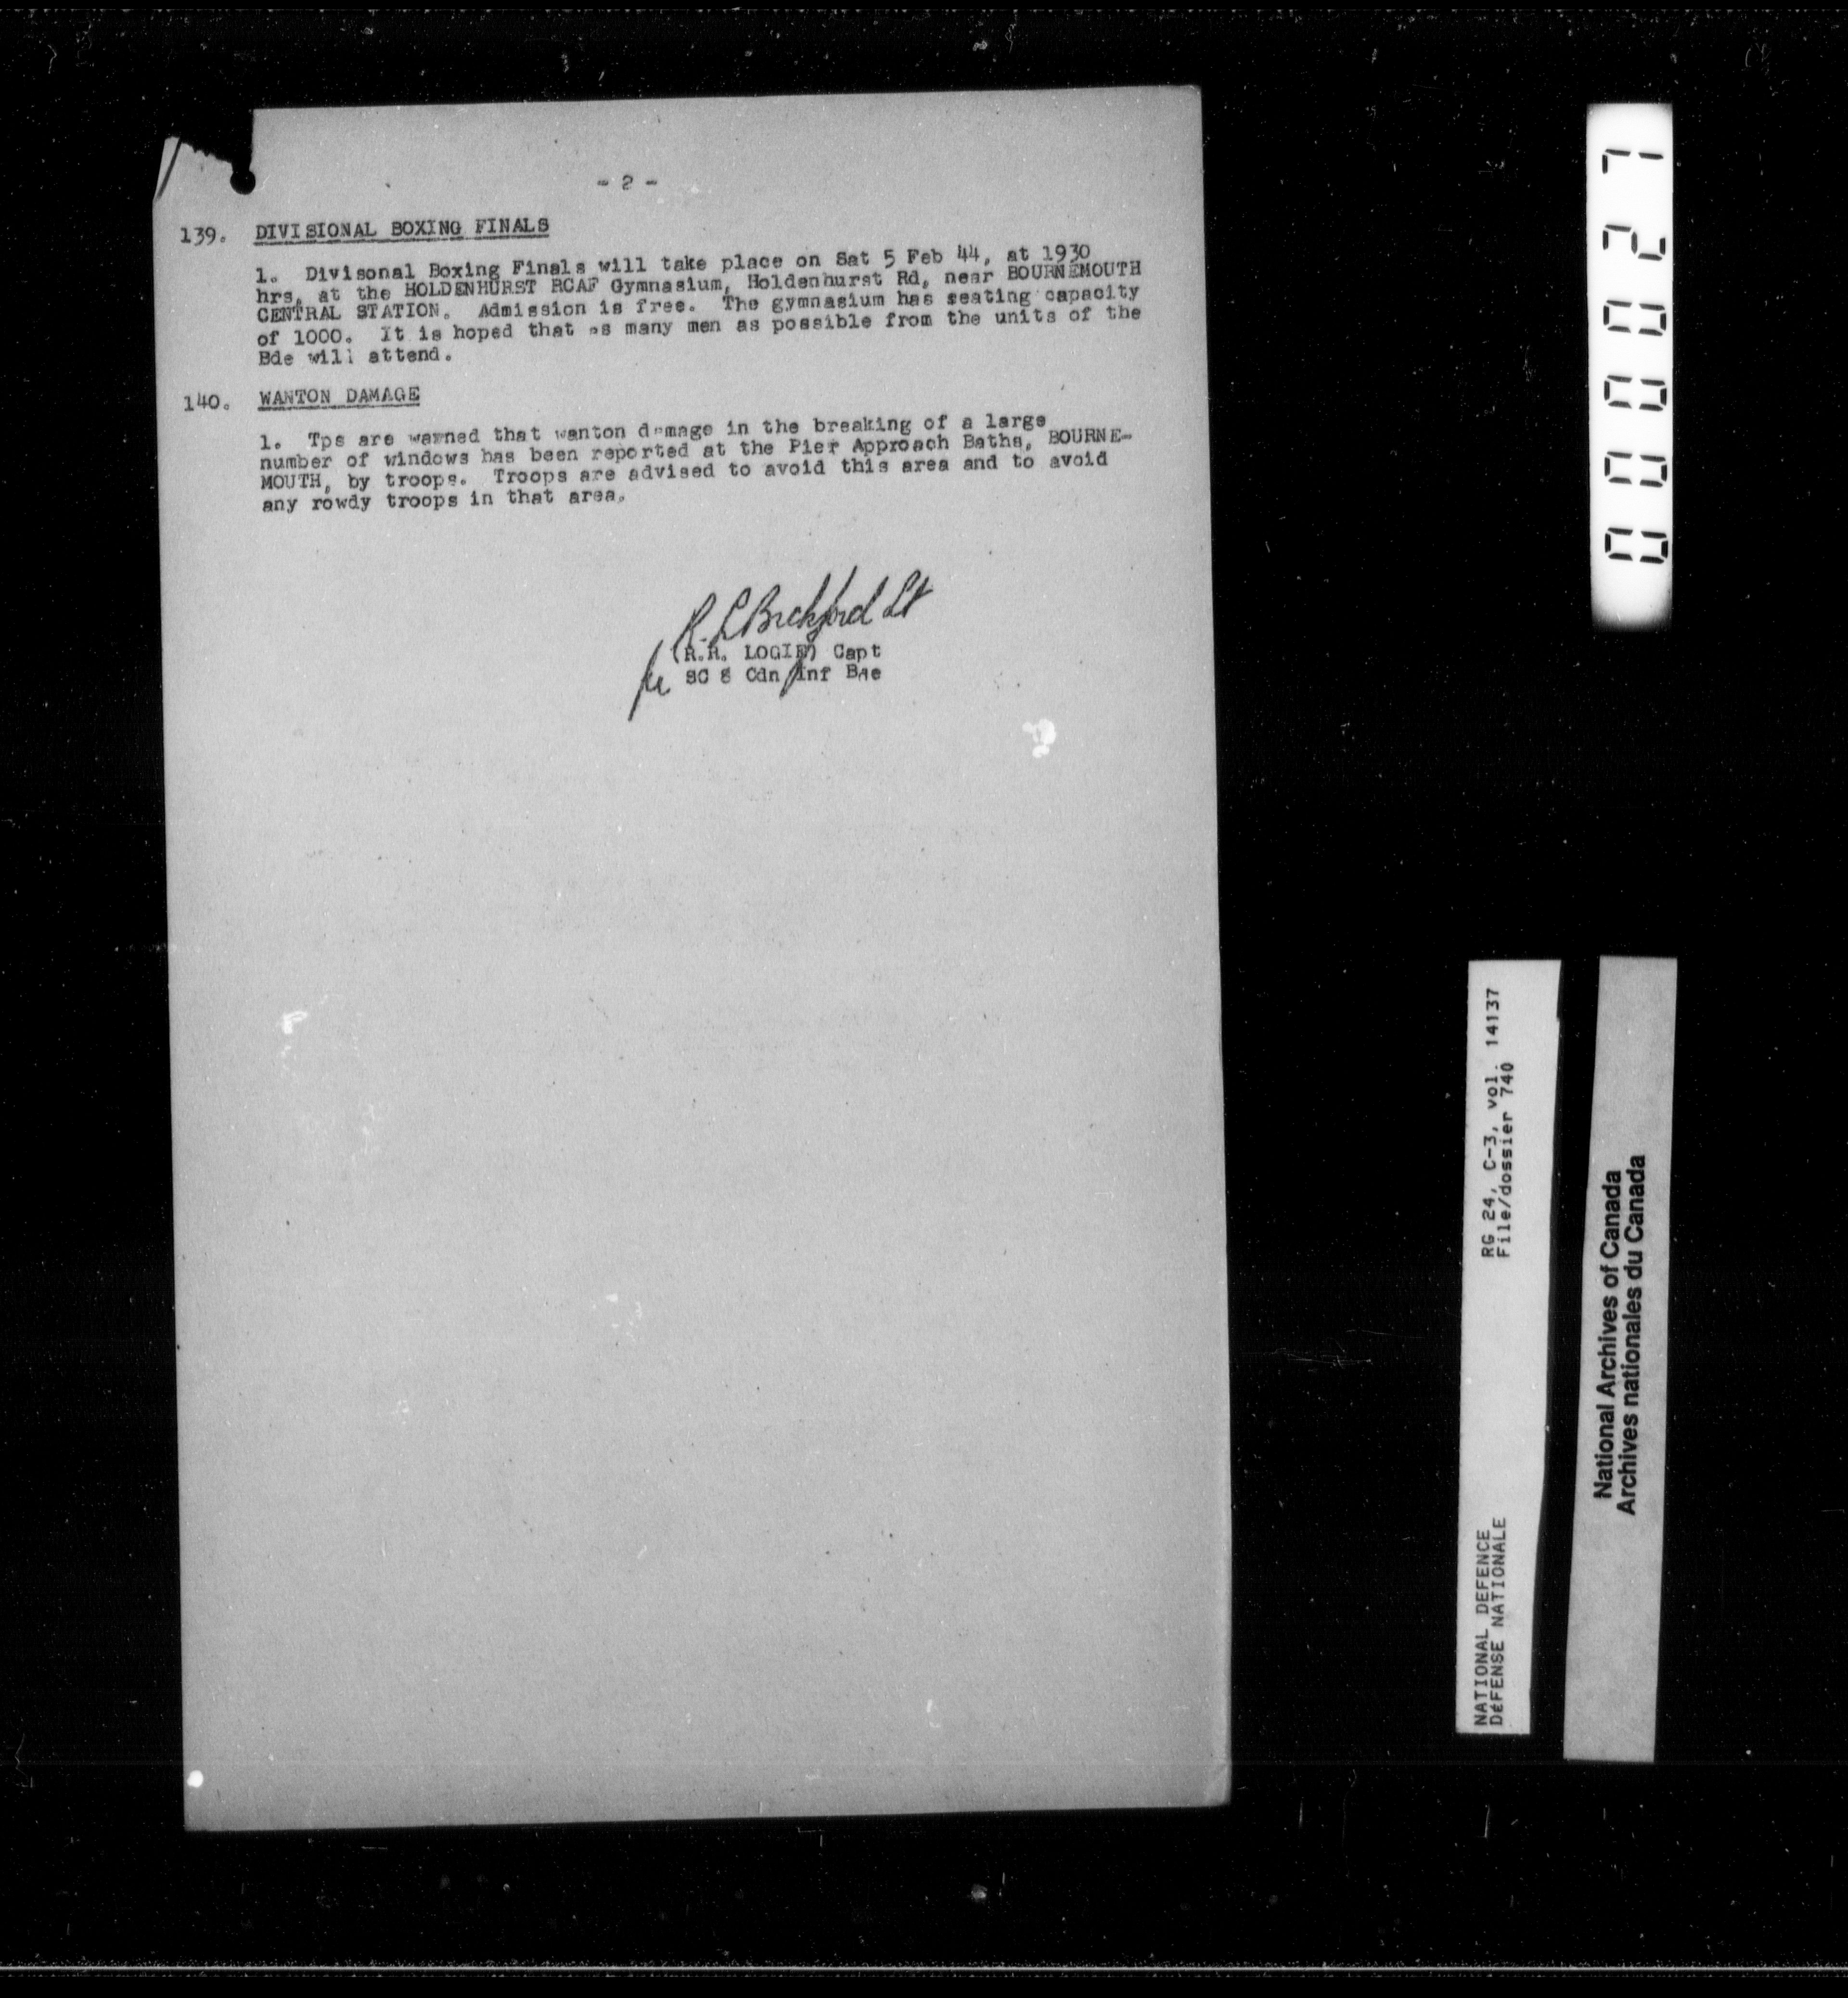 - 2 -
139. DIVISIONAL BOXING FINALS
1. Divisonal Boxing Finals will take place on Sat 5 Feb 44, at 1930
hrs, at the HOLDENHURST RCAF Gymnasium, Holdenhurst Rd, near BOURNEMOUTH
CENTRAL STATION. Admission is free. The gymnasium has seating capacity
of 1000. It is hoped that as many men as possible from the units of the
Bde will attend.
140. WANTON DAMAGE
1. Tps are warned that wanton damage in the breaking of a large
number of windows has been reported at the Pier Approach Baths, BOURNE-
MOUTH, by troops. Troops are advised to avoid this area and to avoid
any rowdy troops in that area.
R. L. Lt
(R.R. LOGIE) Capt
SC 8 Cdn Inf Bde
00027
RG 24, C-3, vol. 14137
File/dossier 740
NATIONAL DEFENCE
DéFENSE NATIONALE
National Archives of Canada
Archives nationales du Canada